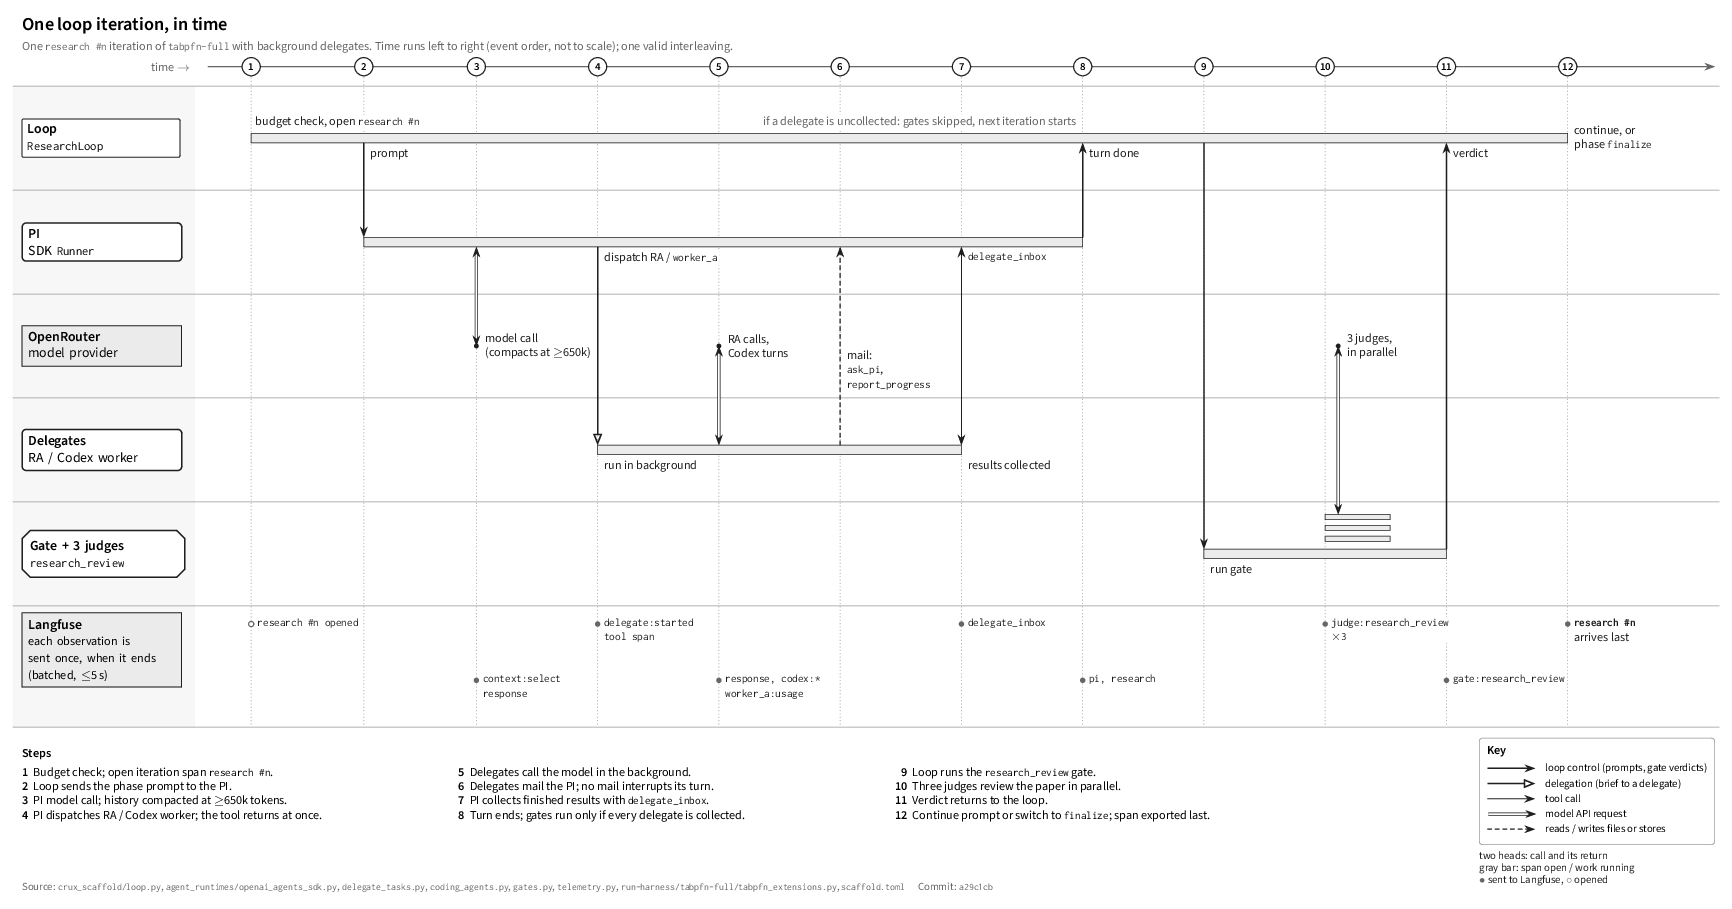 One loop iteration, in time
One research #n iteration of tabpfn-full with background delegates. Time runs left to right (event order, not to scale); one valid interleaving.
time →
1 2 3 4 5 6 7 8 9 10 11 12
Loop
ResearchLoop
budget check, open research #n
if a delegate is uncollected: gates skipped, next iteration starts
continue, or
phase finalize
prompt
turn done
verdict
PI
SDK Runner
dispatch RA / worker_a
delegate_inbox
OpenRouter
model provider
model call
(compacts at ≥650k)
RA calls,
Codex turns
mail:
ask_pi,
report_progress
3 judges,
in parallel
Delegates
RA / Codex worker
run in background
results collected
Gate + 3 judges
research_review
run gate
Langfuse
each observation is
sent once, when it ends
(batched, ≤5 s)
research #n opened
delegate:started
tool span
delegate_inbox
judge:research_review
×3
research #n
arrives last
context:select
response
response, codex:*
worker_a:usage
pi, research
gate:research_review
Steps
1 Budget check; open iteration span research #n.
2 Loop sends the phase prompt to the PI.
3 PI model call; history compacted at ≥650k tokens.
4 PI dispatches RA / Codex worker; the tool returns at once.
5 Delegates call the model in the background.
6 Delegates mail the PI; no mail interrupts its turn.
7 PI collects finished results with delegate_inbox.
8 Turn ends; gates run only if every delegate is collected.
9 Loop runs the research_review gate.
10 Three judges review the paper in parallel.
11 Verdict returns to the loop.
12 Continue prompt or switch to finalize; span exported last.
Key
loop control (prompts, gate verdicts)
delegation (brief to a delegate)
tool call
model API request
reads / writes files or stores
two heads: call and its return
gray bar: span open / work running
● sent to Langfuse, ○ opened
Source: crux_scaffold/loop.py, agent_runtimes/openai_agents_sdk.py, delegate_tasks.py, coding_agents.py, gates.py, telemetry.py, run-harness/tabpfn-full/tabpfn_extensions.py, scaffold.toml Commit: a29c1cb